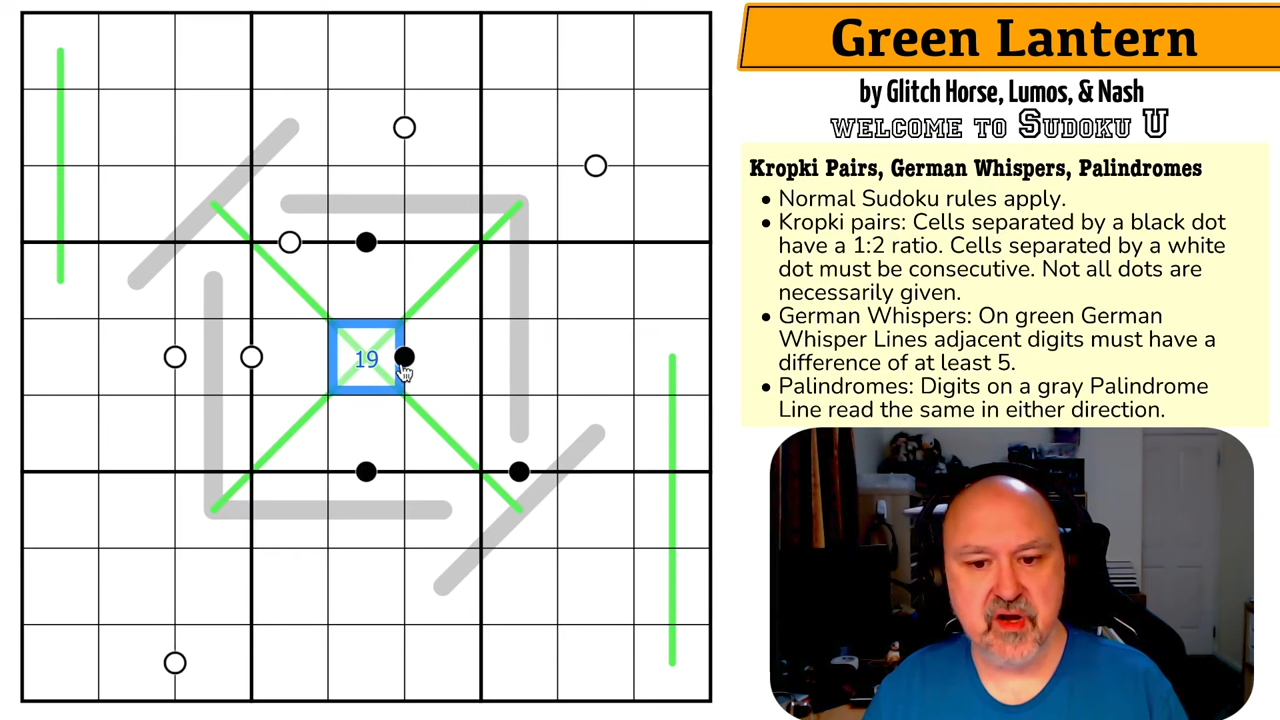 Green Lantern
by Glitch Horse, Lumos, & Nash
WELCOME TO SUDOKU U
Kropki Pairs, German Whispers, Palindromes
• Normal Sudoku rules apply.
• Kropki pairs: Cells separated by a black dot
have a 1:2 ratio. Cells separated by a white
dot must be consecutive. Not all dots are
necessarily given.
• German Whispers: On green German
Whisper Lines adjacent digits must have a
difference of at least 5.
• Palindromes: Digits on a gray Palindrome
Line read the same in either direction.
19